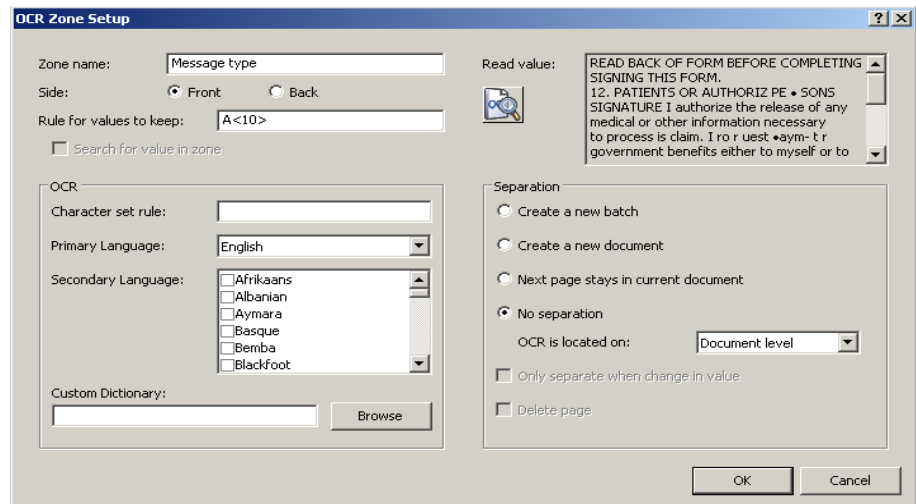 OCR Zone Setup
Zone name: Message type
Side: Front Back
Rule for values to keep: A<10>
Search for value in zone
Read value:
READ BACK OF FORM BEFORE COMPLETING
SIGNING THIS FORM.
12. PATIENTS OR AUTHORIZ PE • SONS
SIGNATURE I authorize the release of any
medical or other information necessary
to process is claim. I ro r uest •aym- t r
government benefits either to myself or to
OCR
Character set rule:
Primary Language: English
Secondary Language:
Afrikaans
Albanian
Aymara
Basque
Bemba
Blackfoot
Custom Dictionary:
Browse
Separation
Create a new batch
Create a new document
Next page stays in current document
No separation
OCR is located on: Document level
Only separate when change in value
Delete page
OK Cancel